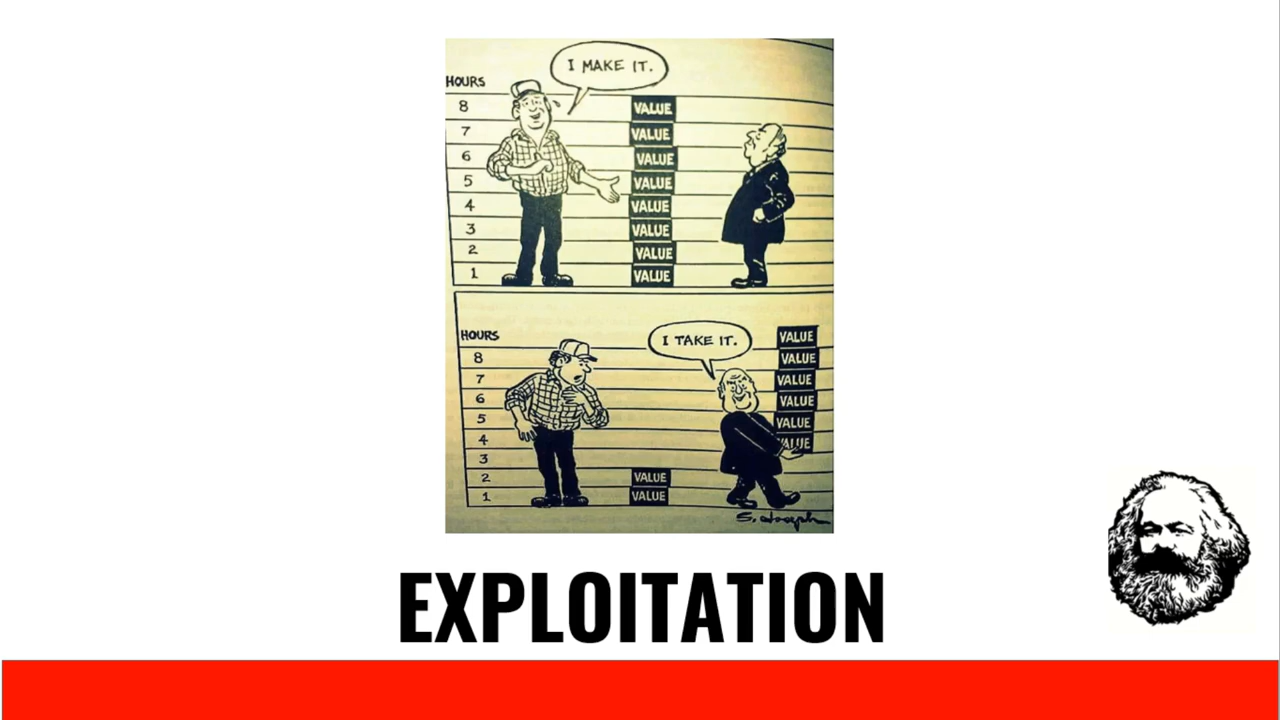 I MAKE IT.
HOURS
8 VALUE
7 VALUE
6 VALUE
5 VALUE
4 VALUE
3 VALUE
2 VALUE
1 VALUE
I TAKE IT.
HOURS VALUE
8 VALUE
7 VALUE
6 VALUE
5 VALUE
4 VALUE
3
2 VALUE
1 VALUE
EXPLOITATION